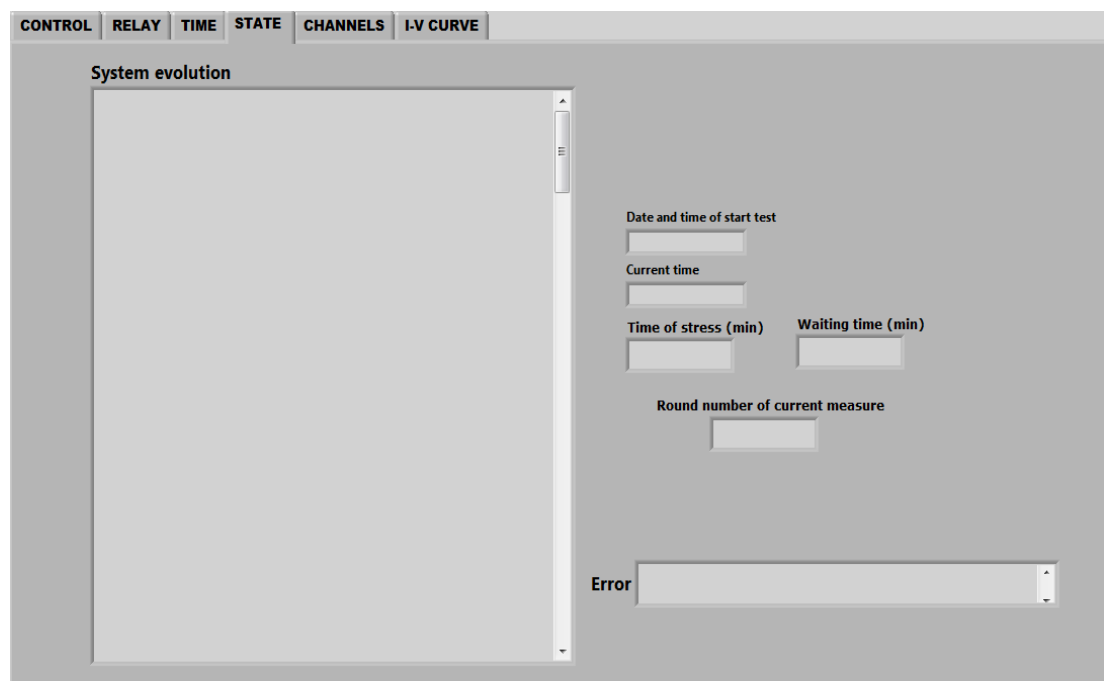 CONTROL RELAY TIME STATE CHANNELS I-V CURVE
System evolution
Date and time of start test
Current time
Time of stress (min) Waiting time (min)
Round number of current measure
Error